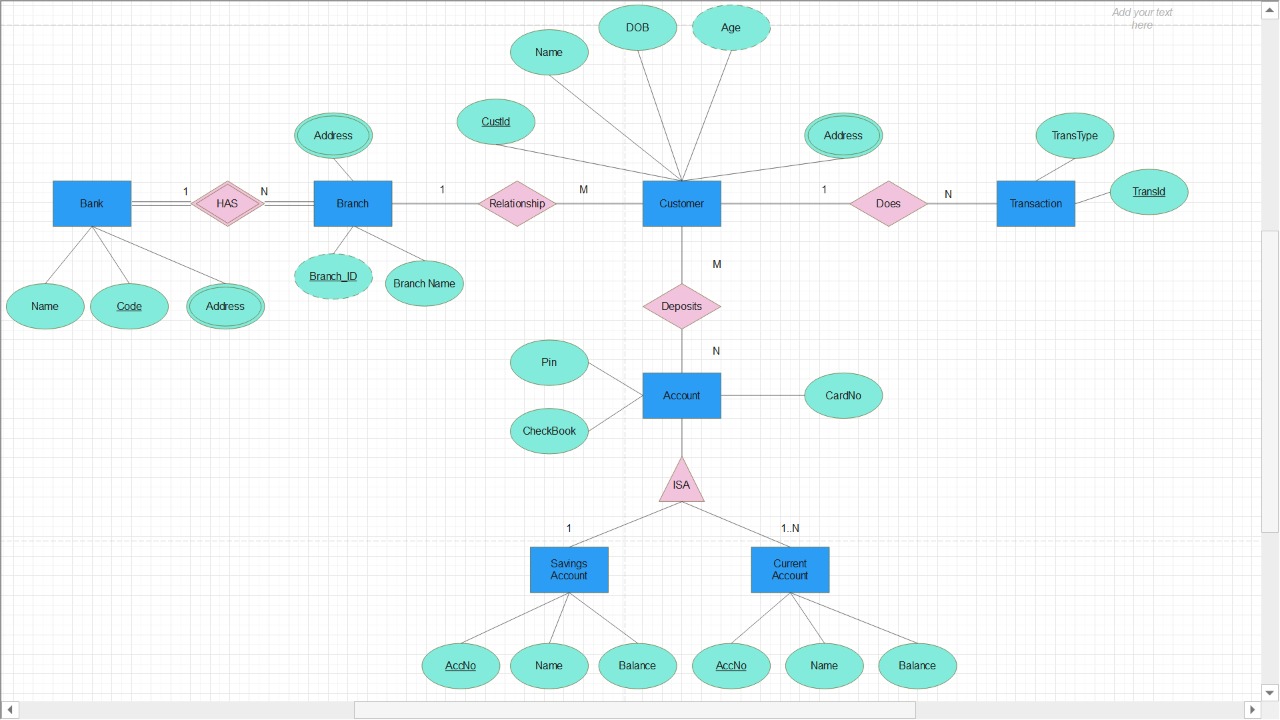 Add your text
here
DOB
Age
Name
CustId
Address
Address
TransType
TransId
1
HAS
N
Bank
Branch
1
Relationship
M
Customer
1
Does
N
Transaction
Name
Code
Address
Branch_ID
Branch Name
M
Deposits
N
Pin
CheckBook
Account
CardNo
ISA
1
1..N
Savings
Account
Current
Account
AccNo
Name
Balance
AccNo
Name
Balance